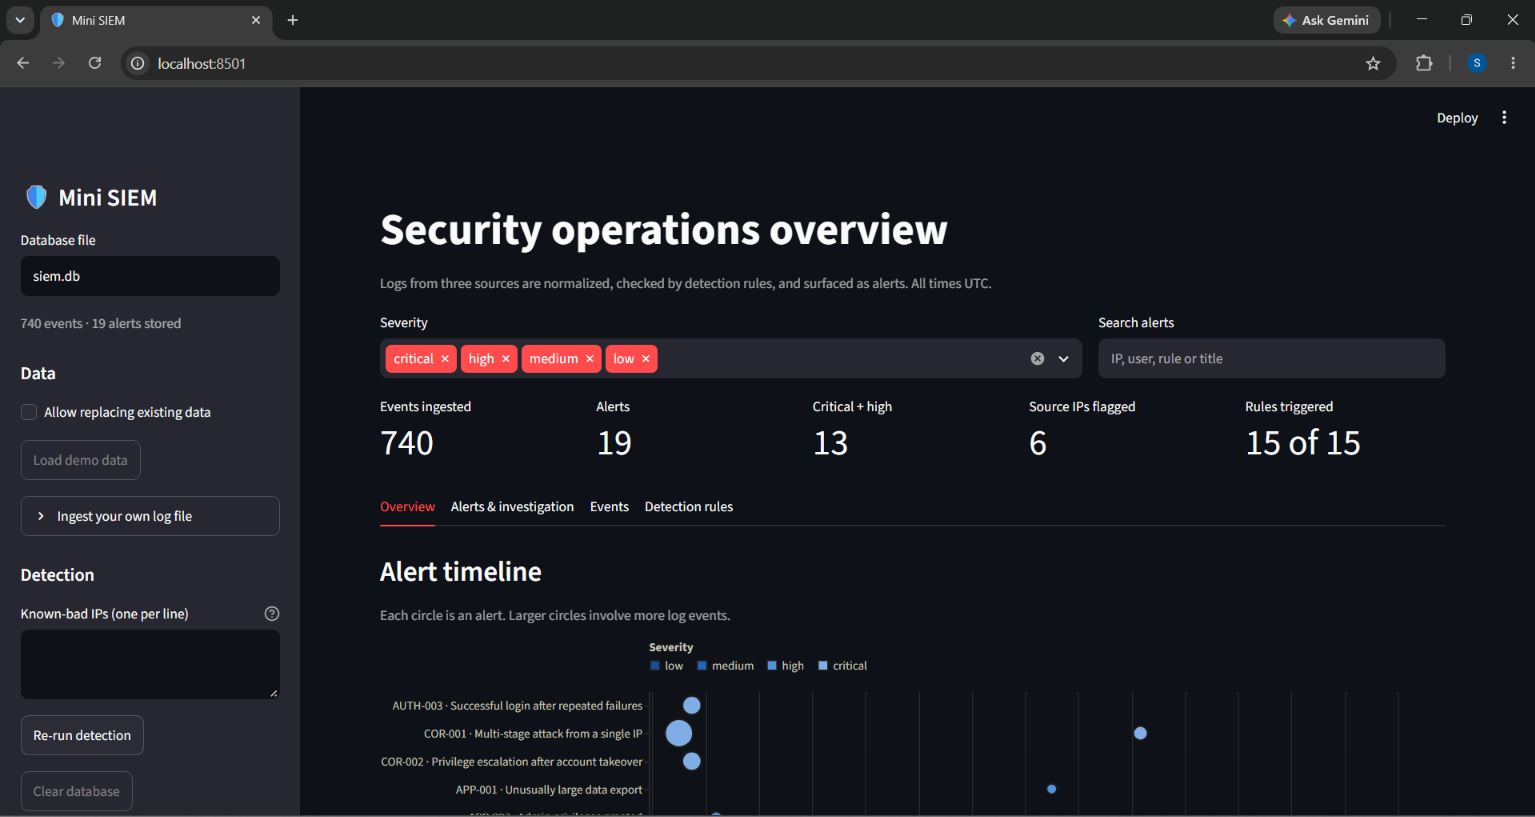 Mini SIEM
Ask Gemini
localhost:8501
S
Deploy
Mini SIEM
Database file
siem.db
740 events · 19 alerts stored
Data
Allow replacing existing data
Load demo data
Ingest your own log file
Detection
Known-bad IPs (one per line)
Re-run detection
Clear database
Security operations overview
Logs from three sources are normalized, checked by detection rules, and surfaced as alerts. All times UTC.
Severity
critical high medium low
Search alerts
IP, user, rule or title
Events ingested
740
Alerts
19
Critical + high
13
Source IPs flagged
6
Rules triggered
15 of 15
Overview Alerts & investigation Events Detection rules
Alert timeline
Each circle is an alert. Larger circles involve more log events.
Severity
low medium high critical
AUTH-003 · Successful login after repeated failures
COR-001 · Multi-stage attack from a single IP
COR-002 · Privilege escalation after account takeover
APP-001 · Unusually large data export